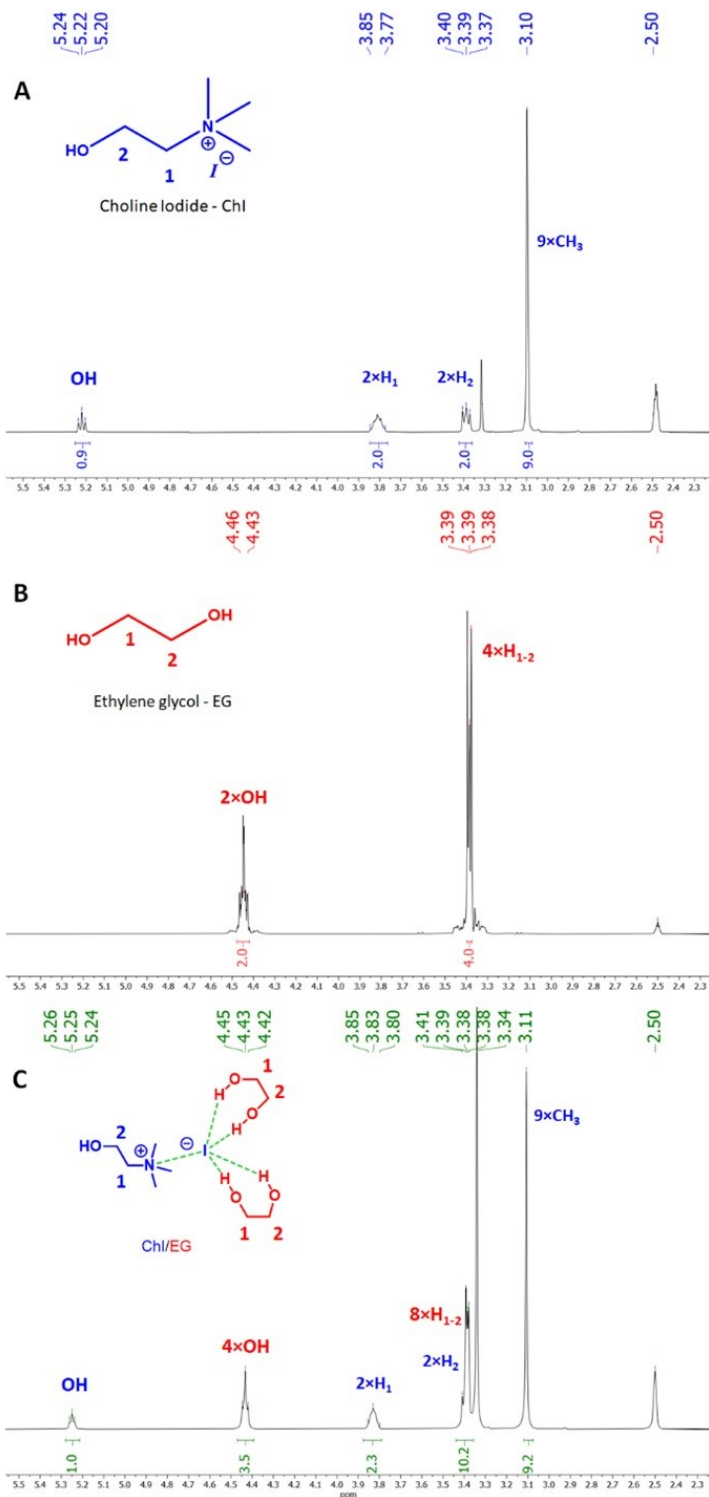 5.24 5.22 5.20 3.85 3.77 3.40 3.39 3.37 3.10 2.50
A
HO 2 1 N ⊕ I⊖
Choline Iodide - ChI
9×CH₃
OH 2×H₁ 2×H₂
0.9 2.0 2.0 9.0
5.5 5.4 5.3 5.2 5.1 5.0 4.9 4.8 4.7 4.6 4.5 4.4 4.3 4.2 4.1 4.0 3.9 3.8 3.7 3.6 3.5 3.4 3.3 3.2 3.1 3.0 2.9 2.8 2.7 2.6 2.5 2.4 2.3
4.46 4.43 3.39 3.39 3.38 2.50
B
HO 1 2 OH
Ethylene glycol - EG
4×H₁₋₂
2×OH
2.0 4.0
5.5 5.4 5.3 5.2 5.1 5.0 4.9 4.8 4.7 4.6 4.5 4.4 4.3 4.2 4.1 4.0 3.9 3.8 3.7 3.6 3.5 3.4 3.3 3.2 3.1 3.0 2.9 2.8 2.7 2.6 2.5 2.4 2.3 2.2
5.26 5.25 5.24 4.45 4.43 4.42 3.85 3.83 3.80 3.41 3.39 3.38 3.38 3.34 3.11 2.50
C
HO 2 1 N ⊕ ⊖ I H O 1 2 O H H H O O 1 2
ChI/EG
9×CH₃
8×H₁₋₂
4×OH
2×H₂
OH 2×H₁
1.0 3.5 2.3 10.2 9.2
5.5 5.4 5.3 5.2 5.1 5.0 4.9 4.8 4.7 4.6 4.5 4.4 4.3 4.2 4.1 4.0 3.9 3.8 3.7 3.6 3.5 3.4 3.3 3.2 3.1 3.0 2.9 2.8 2.7 2.6 2.5 2.4 2.3
ppm